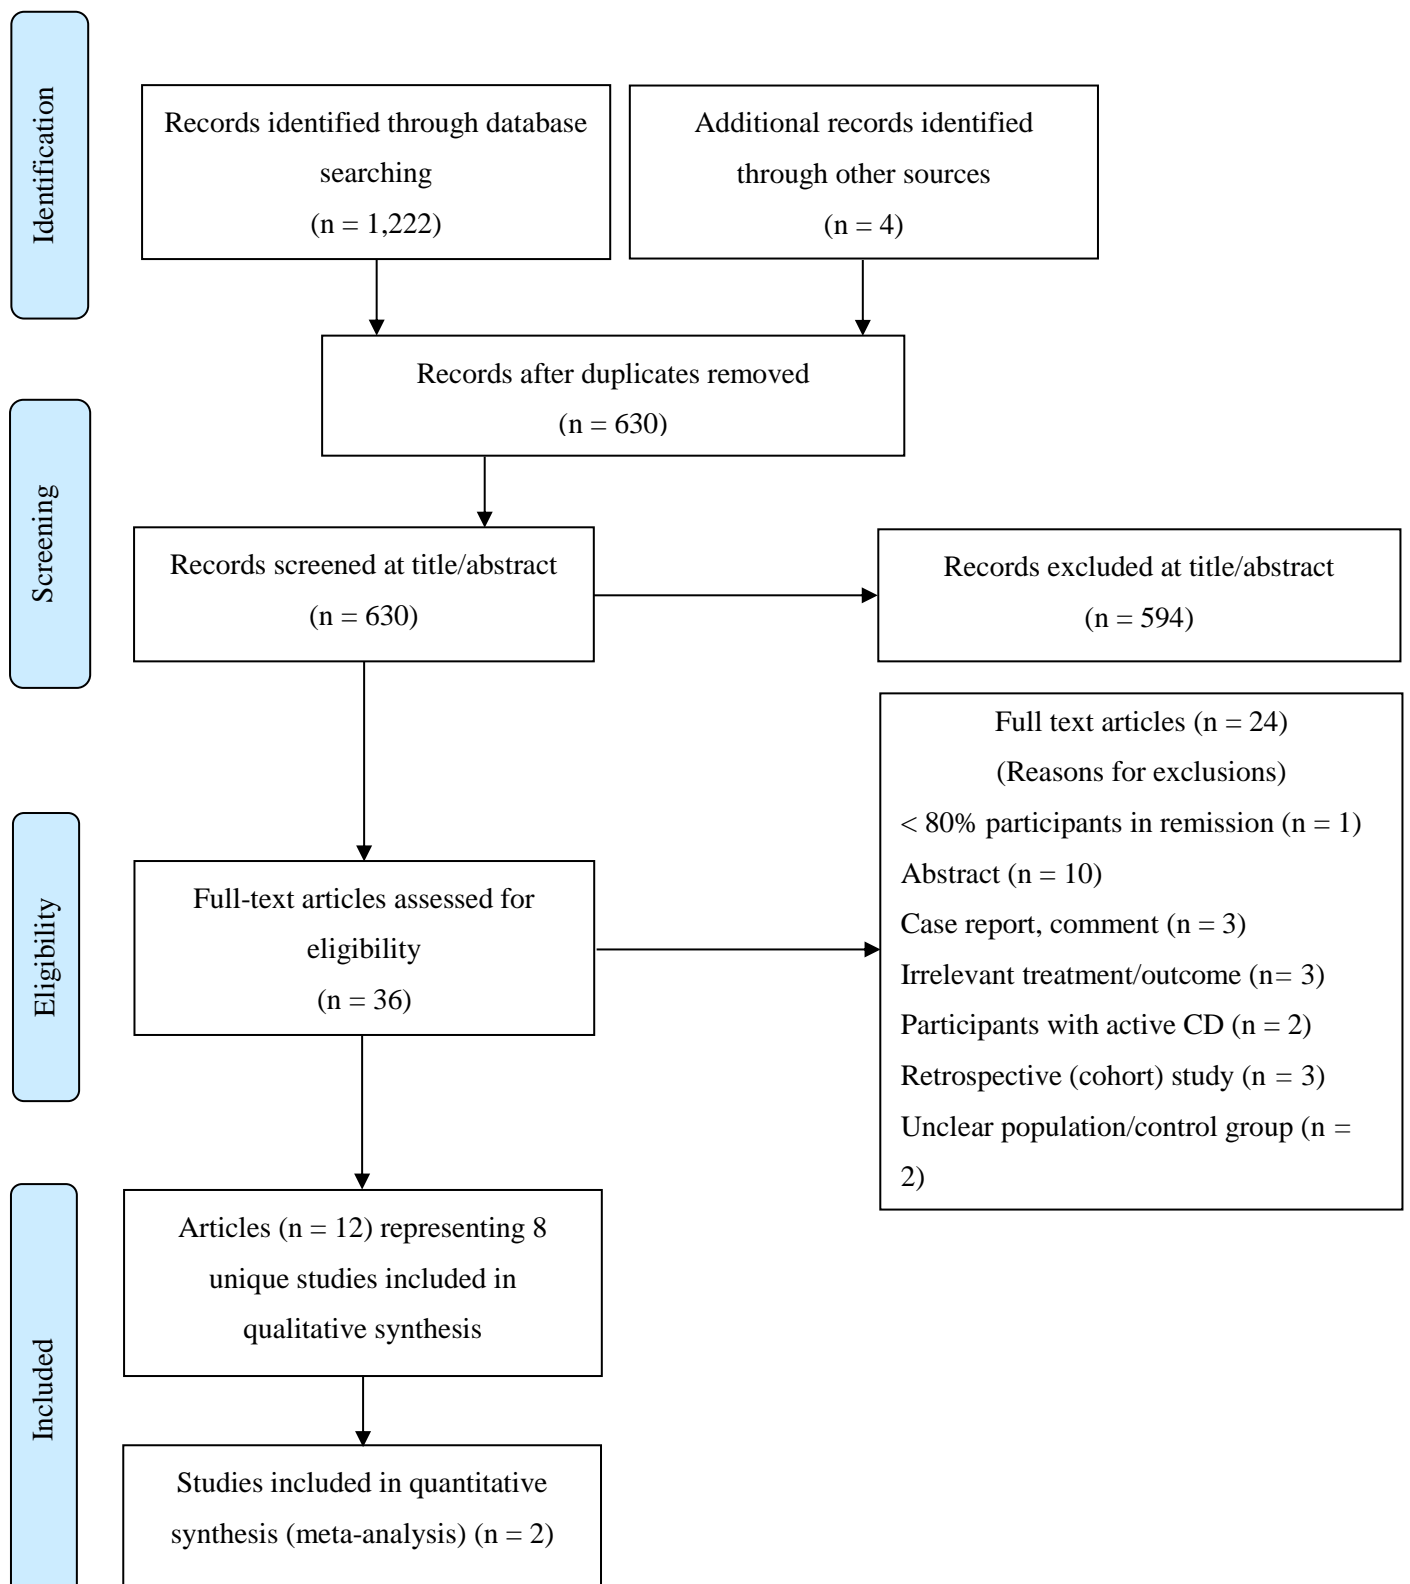 Identification
Records identified through database
searching
(n = 1,222)
Additional records identified
through other sources
(n = 4)
Records after duplicates removed
(n = 630)
Screening
Records screened at title/abstract
(n = 630)
Records excluded at title/abstract
(n = 594)
Eligibility
Full-text articles assessed for
eligibility
(n = 36)
Full text articles (n = 24)
(Reasons for exclusions)
< 80% participants in remission (n = 1)
Abstract (n = 10)
Case report, comment (n = 3)
Irrelevant treatment/outcome (n= 3)
Participants with active CD (n = 2)
Retrospective (cohort) study (n = 3)
Unclear population/control group (n =
2)
Included
Articles (n = 12) representing 8
unique studies included in
qualitative synthesis
Studies included in quantitative
synthesis (meta-analysis) (n = 2)